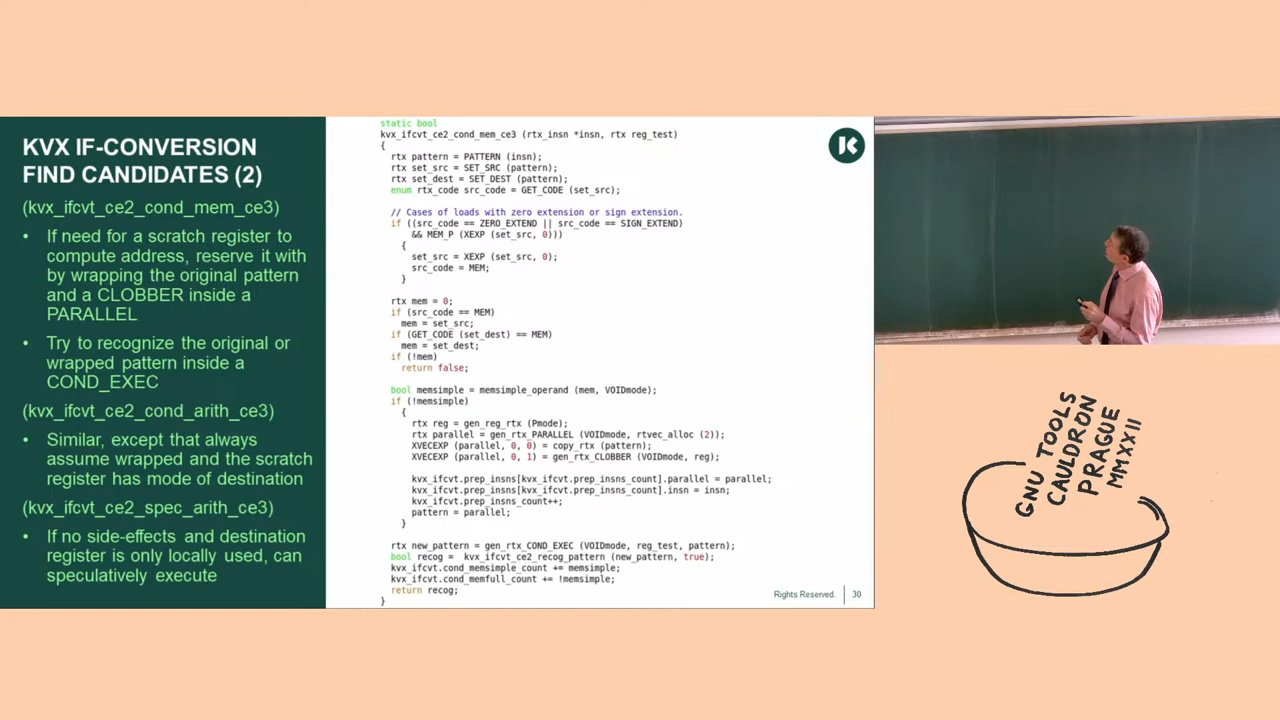 KVX IF-CONVERSION
FIND CANDIDATES (2)
(kvx_ifcvt_ce2_cond_mem_ce3)
• If need for a scratch register to
compute address, reserve it with
by wrapping the original pattern
and a CLOBBER inside a
PARALLEL
• Try to recognize the original or
wrapped pattern inside a
COND_EXEC
(kvx_ifcvt_ce2_cond_arith_ce3)
• Similar, except that always
assume wrapped and the scratch
register has mode of destination
(kvx_ifcvt_ce2_spec_arith_ce3)
• If no side-effects and destination
register is only locally used, can
speculatively execute
static bool
kvx_ifcvt_ce2_cond_mem_ce3 (rtx_insn *insn, rtx reg_test)
{
rtx pattern = PATTERN (insn);
rtx set_src = SET_SRC (pattern);
rtx set_dest = SET_DEST (pattern);
enum rtx_code src_code = GET_CODE (set_src);
// Cases of loads with zero extension or sign extension.
if ((src_code == ZERO_EXTEND || src_code == SIGN_EXTEND)
&& MEM_P (XEXP (set_src, 0)))
{
set_src = XEXP (set_src, 0);
src_code = MEM;
}
rtx mem = 0;
if (src_code == MEM)
mem = set_src;
if (GET_CODE (set_dest) == MEM)
mem = set_dest;
if (!mem)
return false;
bool memsimple = memsimple_operand (mem, VOIDmode);
if (!memsimple)
{
rtx reg = gen_reg_rtx (Pmode);
rtx parallel = gen_rtx_PARALLEL (VOIDmode, rtvec_alloc (2));
XVECEXP (parallel, 0, 0) = copy_rtx (pattern);
XVECEXP (parallel, 0, 1) = gen_rtx_CLOBBER (VOIDmode, reg);
kvx_ifcvt.prep_insns[kvx_ifcvt.prep_insns_count].parallel = parallel;
kvx_ifcvt.prep_insns[kvx_ifcvt.prep_insns_count].insn = insn;
kvx_ifcvt.prep_insns_count++;
pattern = parallel;
}
rtx new_pattern = gen_rtx_COND_EXEC (VOIDmode, reg_test, pattern);
bool recog = kvx_ifcvt_ce2_recog_pattern (new_pattern, true);
kvx_ifcvt.cond_memsimple_count += memsimple;
kvx_ifcvt.cond_memfull_count += !memsimple;
return recog;
}
Rights Reserved. 30
GNU TOOLS
CAULDRON
PRAGUE
MMXXII